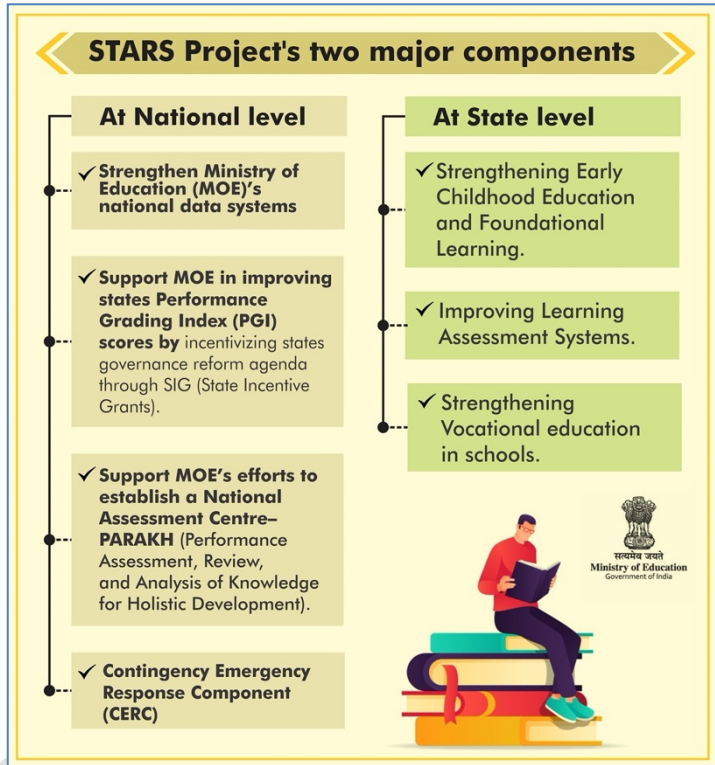 STARS Project's two major components
At National level
Strengthen Ministry of
Education (MOE)'s
national data systems
Support MOE in improving
states Performance
Grading Index (PGI)
scores by incentivizing states
governance reform agenda
through SIG (State Incentive
Grants).
Support MOE's efforts to
establish a National
Assessment Centre–
PARAKH (Performance
Assessment, Review,
and Analysis of Knowledge
for Holistic Development).
Contingency Emergency
Response Component
(CERC)
At State level
Strengthening Early
Childhood Education
and Foundational
Learning.
Improving Learning
Assessment Systems.
Strengthening
Vocational education
in schools.
सत्यमेव जयते
Ministry of Education
Government of India